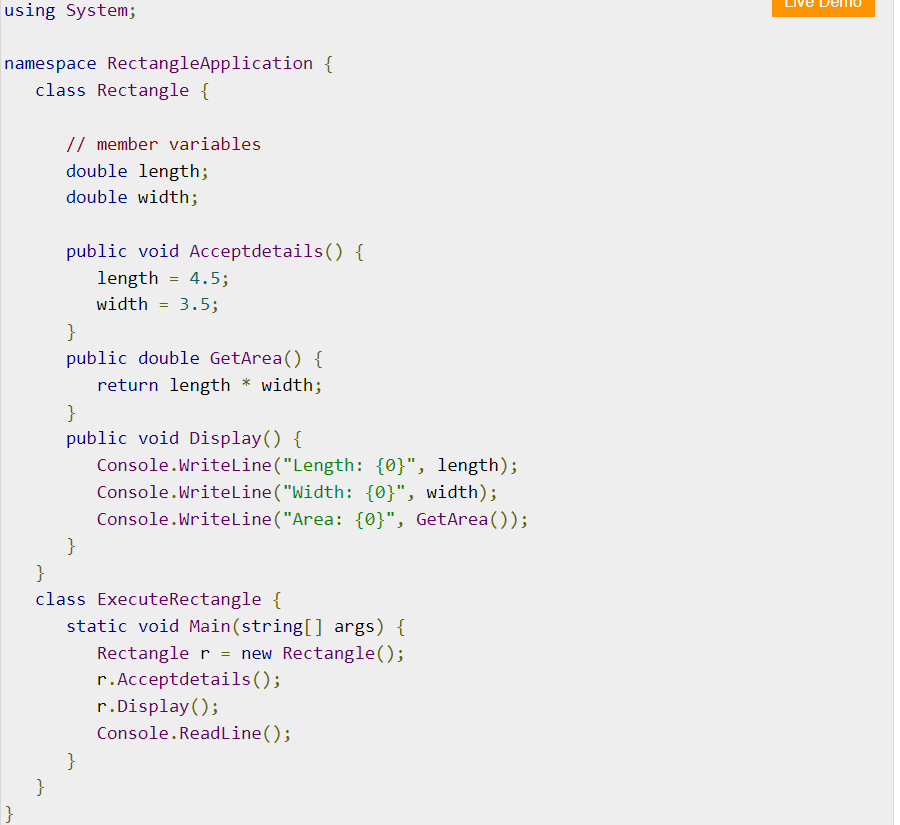 using System;
Live Demo
namespace RectangleApplication {
   class Rectangle {
      // member variables
      double length;
      double width;
      public void Acceptdetails() {
         length = 4.5;
         width = 3.5;
      }
      public double GetArea() {
         return length * width;
      }
      public void Display() {
         Console.WriteLine("Length: {0}", length);
         Console.WriteLine("Width: {0}", width);
         Console.WriteLine("Area: {0}", GetArea());
      }
   }
   class ExecuteRectangle {
      static void Main(string[] args) {
         Rectangle r = new Rectangle();
         r.Acceptdetails();
         r.Display();
         Console.ReadLine();
      }
   }
}